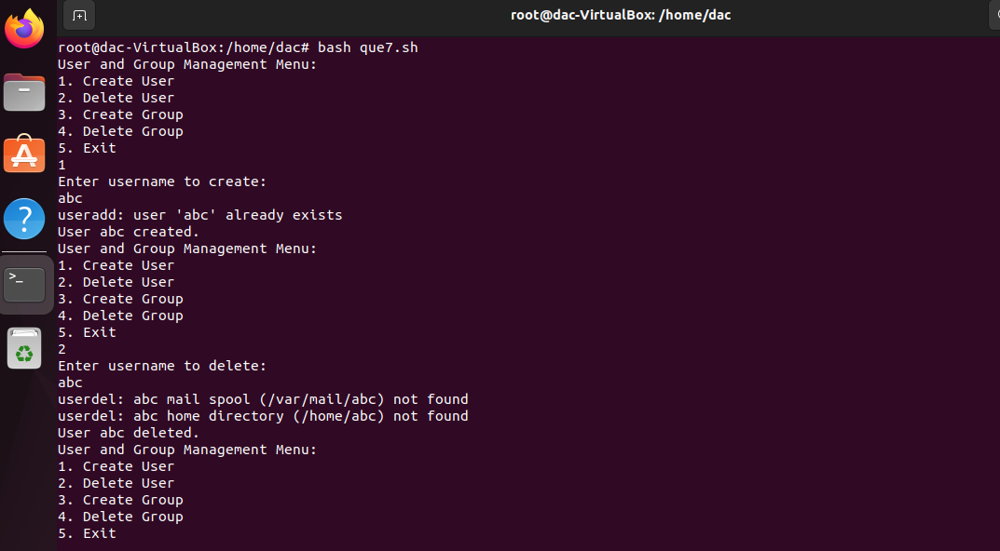 root@dac-VirtualBox: /home/dac
root@dac-VirtualBox:/home/dac# bash que7.sh
User and Group Management Menu:
1. Create User
2. Delete User
3. Create Group
4. Delete Group
5. Exit
1
Enter username to create:
abc
useradd: user 'abc' already exists
User abc created.
User and Group Management Menu:
1. Create User
2. Delete User
3. Create Group
4. Delete Group
5. Exit
2
Enter username to delete:
abc
userdel: abc mail spool (/var/mail/abc) not found
userdel: abc home directory (/home/abc) not found
User abc deleted.
User and Group Management Menu:
1. Create User
2. Delete User
3. Create Group
4. Delete Group
5. Exit